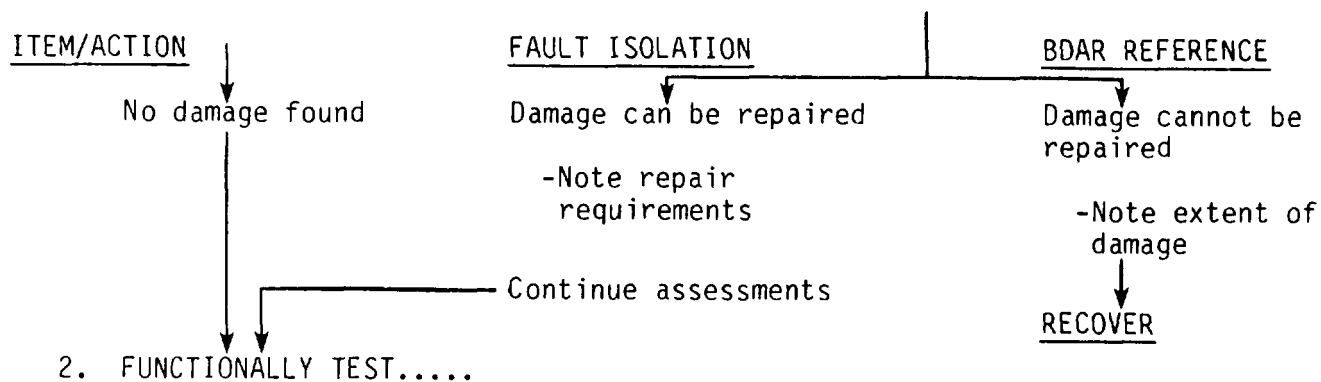 ITEM/ACTION FAULT ISOLATION BDAR REFERENCE
No damage found Damage can be repaired Damage cannot be
repaired
-Note repair
requirements
-Note extent of
damage
Continue assessments
RECOVER
2. FUNCTIONALLY TEST.....